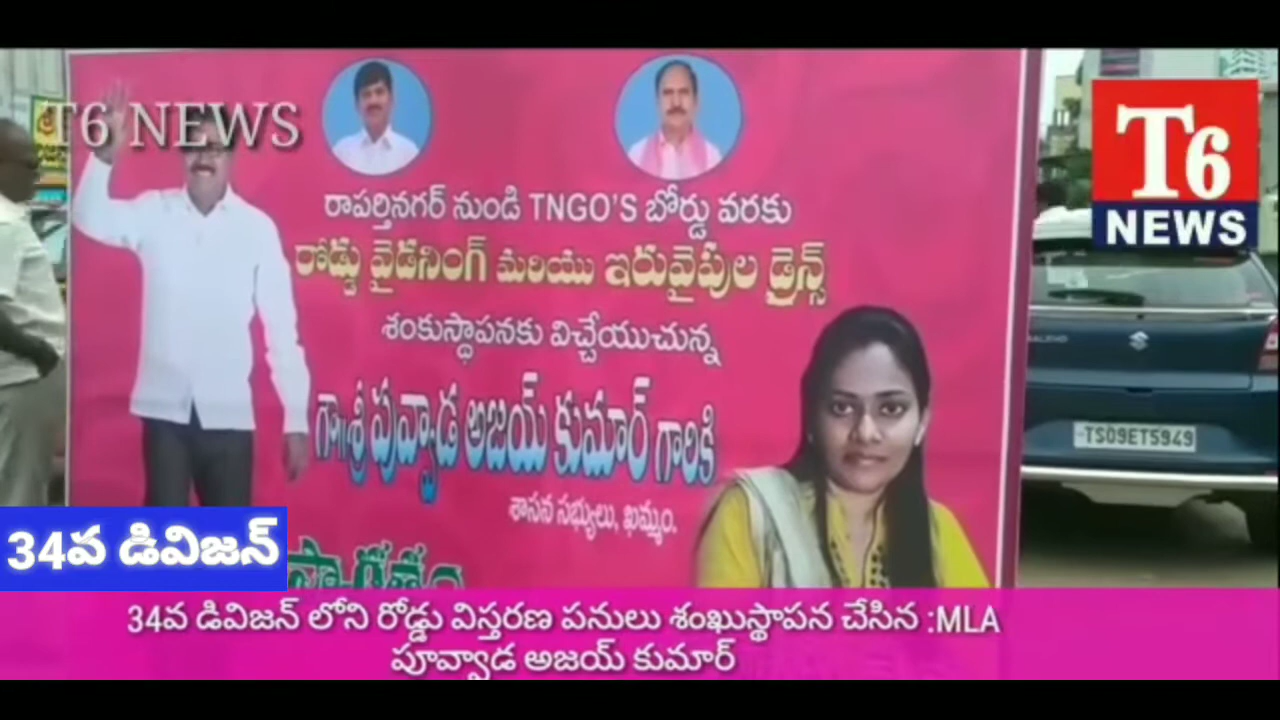 T6 NEWS
T6
NEWS
రాపర్తినగర్ నుండి TNGO'S బోర్డు వరకు
రోడ్డు వైడనింగ్ మరియు ఇరువైపుల డ్రైన్స్
శంకుస్థాపనకు విచ్చేయుచున్న
గౌ॥శ్రీ పువ్వాడ అజయ్ కుమార్ గారికి
శాసన సభ్యులు, ఖమ్మం.
స్వాగతం
TS09ET5949
34వ డివిజన్
34వ డివిజన్ లోని రోడ్డు విస్తరణ పనులు శంఖుస్థాపన చేసిన :MLA
పూవ్వాడ అజయ్ కుమార్